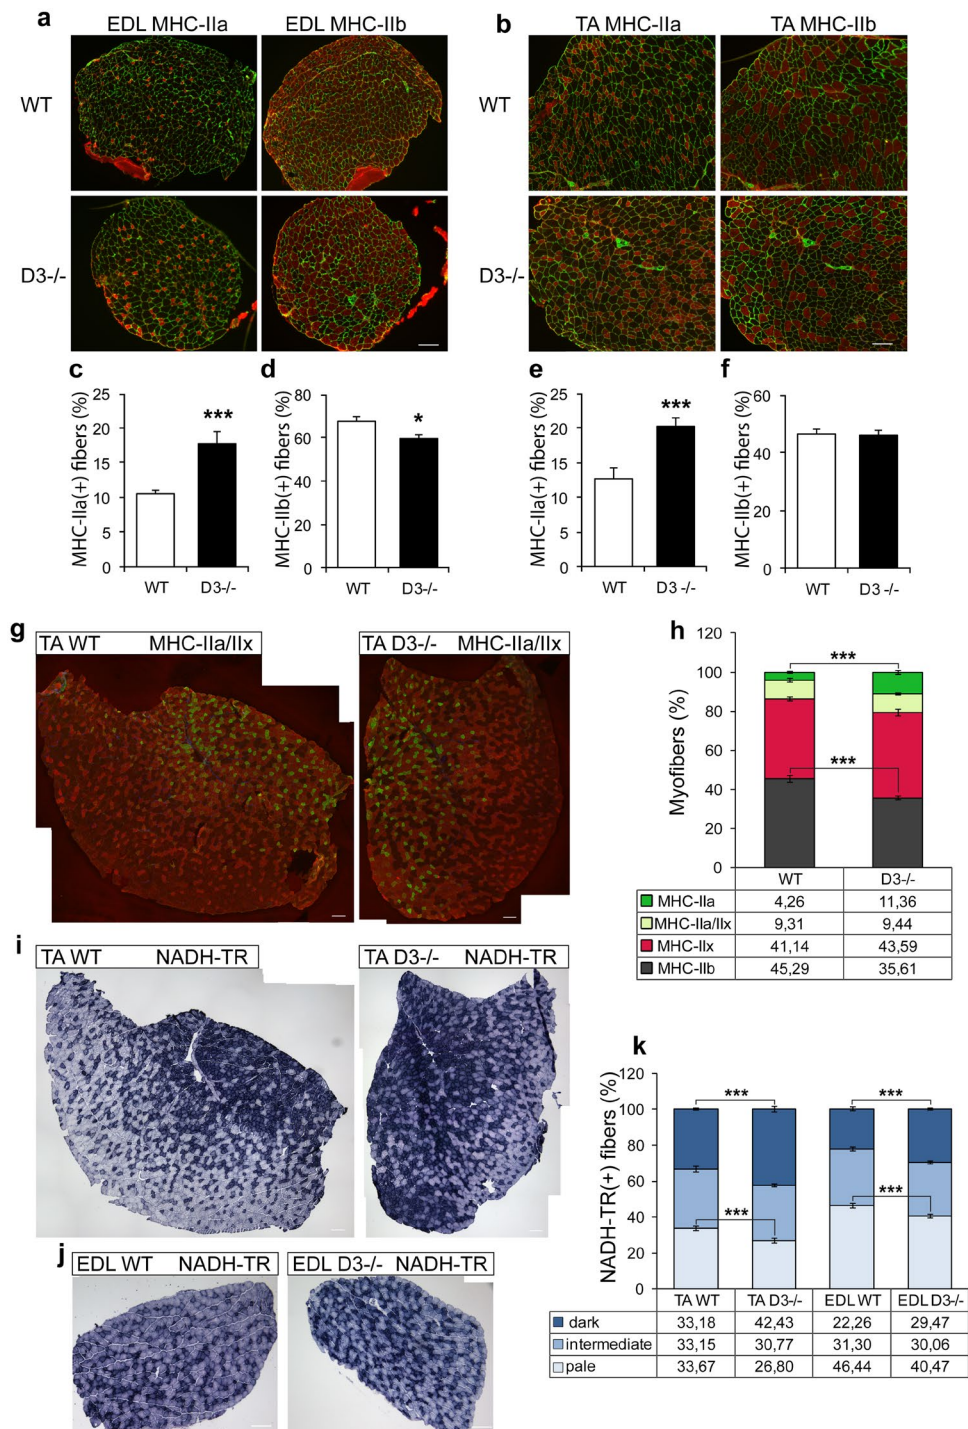 a EDL MHC-IIa EDL MHC-IIb
b TA MHC-IIa TA MHC-IIb
WT
WT
D3-/-
D3-/-
c
MHC-IIa(+) fibers (%)
25
20
15
10
5
0
***
WT D3-/-
d
MHC-IIb(+) fibers (%)
80
60
40
20
0
*
WT D3-/-
e
MHC-IIa(+) fibers (%)
25
20
15
10
5
0
***
WT D3 -/-
f
MHC-IIb(+) fibers (%)
60
40
20
0
WT D3 -/-
g
TA WT MHC-IIa/IIx
TA D3-/- MHC-IIa/IIx
h
Myofibers (%)
120
100
80
60
40
20
0
***
***
WT D3-/-
MHC-IIa 4,26 11,36
MHC-IIa/IIx 9,31 9,44
MHC-IIx 41,14 43,59
MHC-IIb 45,29 35,61
i
TA WT NADH-TR
TA D3-/- NADH-TR
j
EDL WT NADH-TR
EDL D3-/- NADH-TR
k
NADH-TR(+) fibers (%)
120
100
80
60
40
20
0
*** ***
*** ***
TA WT TA D3-/- EDL WT EDL D3-/-
dark 33,18 42,43 22,26 29,47
intermediate 33,15 30,77 31,30 30,06
pale 33,67 26,80 46,44 40,47